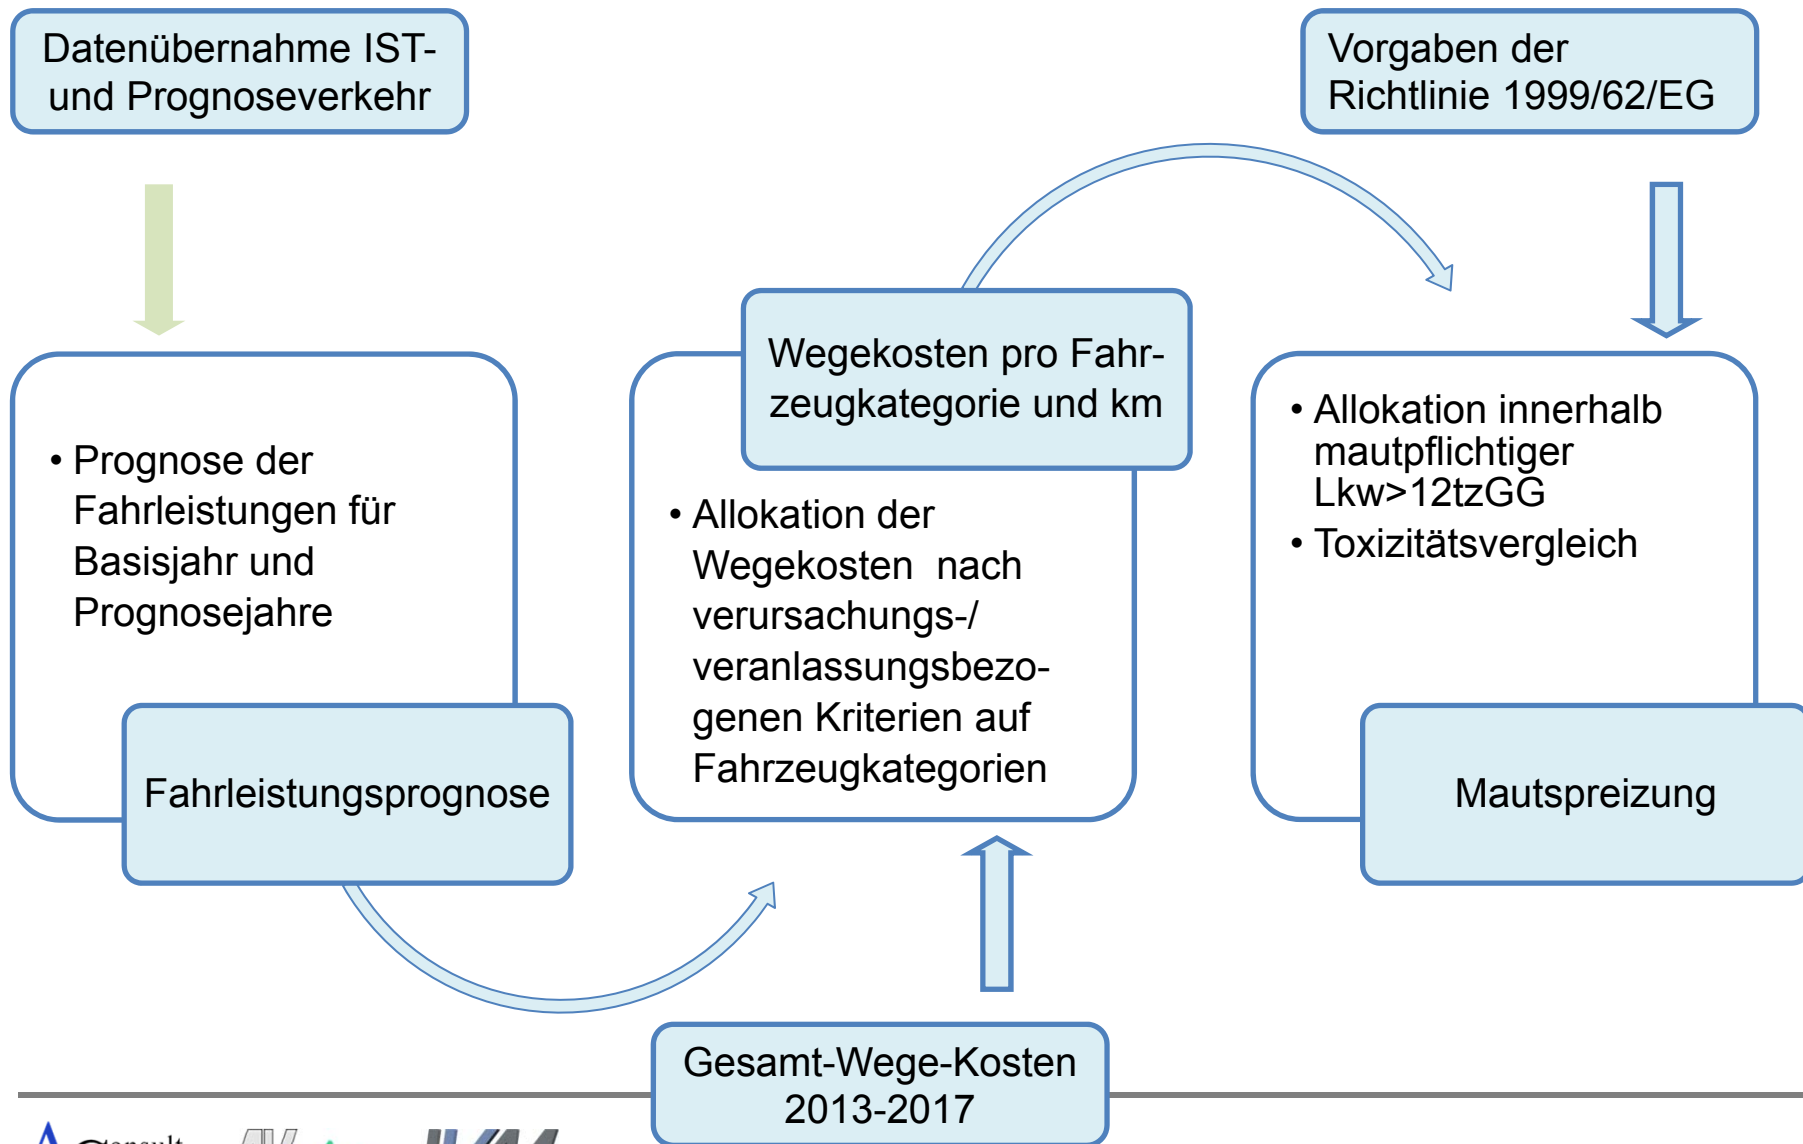 Datenübernahme IST-
und Prognoseverkehr
Vorgaben der
Richtlinie 1999/62/EG
• Prognose der
Fahrleistungen für
Basisjahr und
Prognosejahre
Fahrleistungsprognose
Wegekosten pro Fahr-
zeugkategorie und km
• Allokation der
Wegekosten nach
verursachungs-/
veranlassungsbezo-
genen Kriterien auf
Fahrzeugkategorien
• Allokation innerhalb
mautpflichtiger
Lkw>12tzGG
• Toxizitätsvergleich
Mautspreizung
Gesamt-Wege-Kosten
2013-2017
Consult